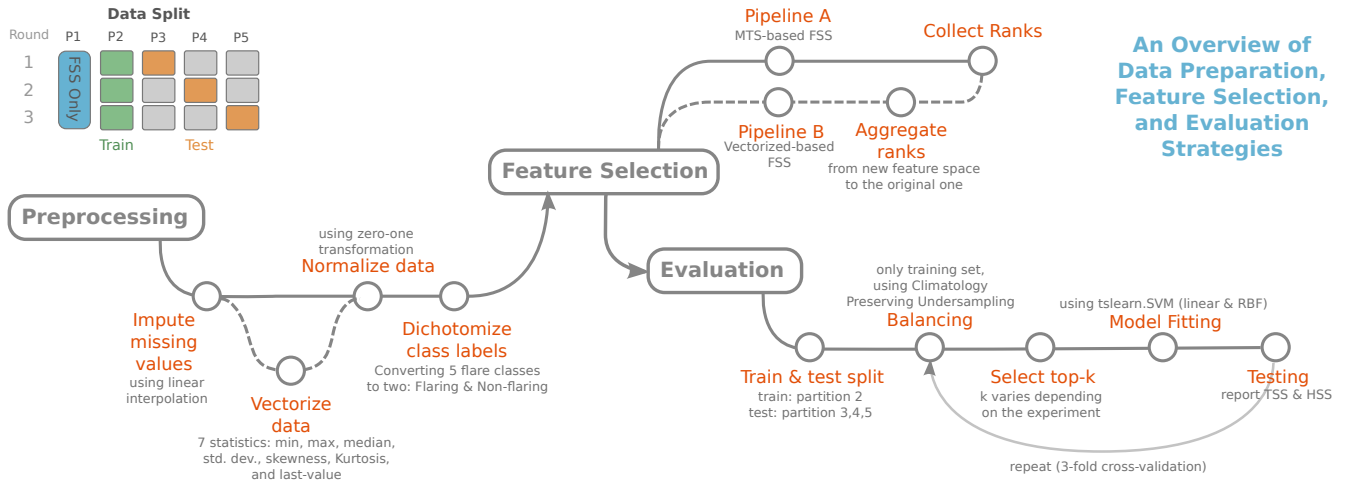 Data Split
Round P1 P2 P3 P4 P5
1
2
3
FSS Only
Train
Test
Preprocessing
Impute
missing
values
using linear
interpolation
Vectorize
data
7 statistics: min, max, median,
std. dev., skewness, Kurtosis,
and last-value
using zero-one
transformation
Normalize data
Dichotomize
class labels
Converting 5 flare classes
to two: Flaring & Non-flaring
Feature Selection
Pipeline A
MTS-based FSS
Collect Ranks
Pipeline B
Vectorized-based
FSS
Aggregate
ranks
from new feature space
to the original one
An Overview of
Data Preparation,
Feature Selection,
and Evaluation
Strategies
Evaluation
Train & test split
train: partition 2
test: partition 3,4,5
only training set,
using Climatology
Preserving Undersampling
Balancing
Select top-k
k varies depending
on the experiment
using tslearn.SVM (linear & RBF)
Model Fitting
Testing
report TSS & HSS
repeat (3-fold cross-validation)